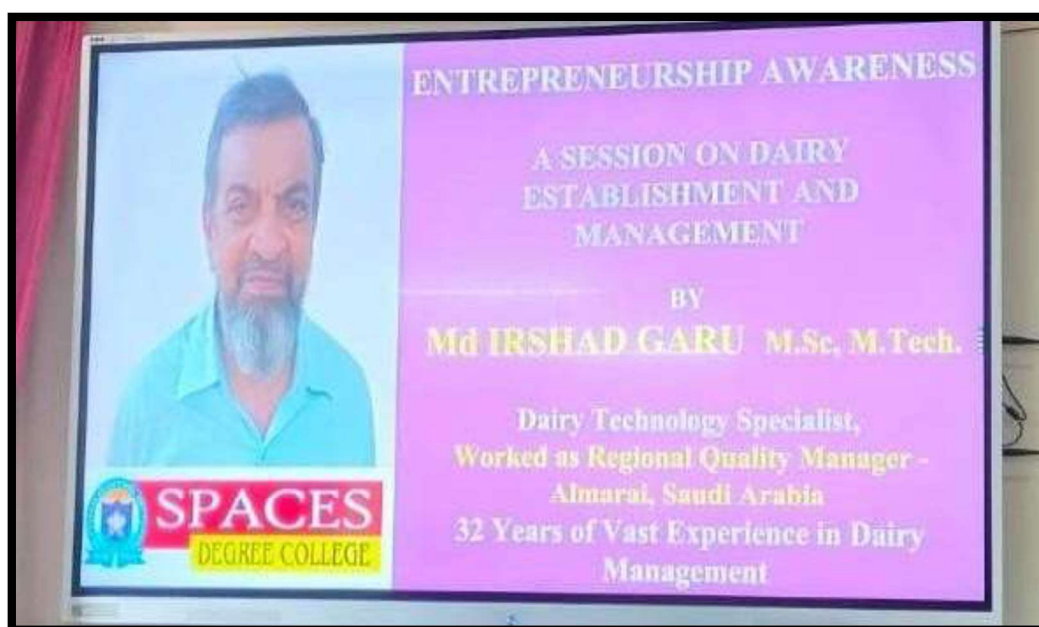 ENTREPRENEURSHIP AWARENESS
A SESSION ON DAIRY
ESTABLISHMENT AND
MANAGEMENT
BY
Md IRSHAD GARU M.Sc, M.Tech.
Dairy Technology Specialist,
Worked as Regional Quality Manager -
Almarai, Saudi Arabia
32 Years of Vast Experience in Dairy
Management
SPACES
DEGREE COLLEGE